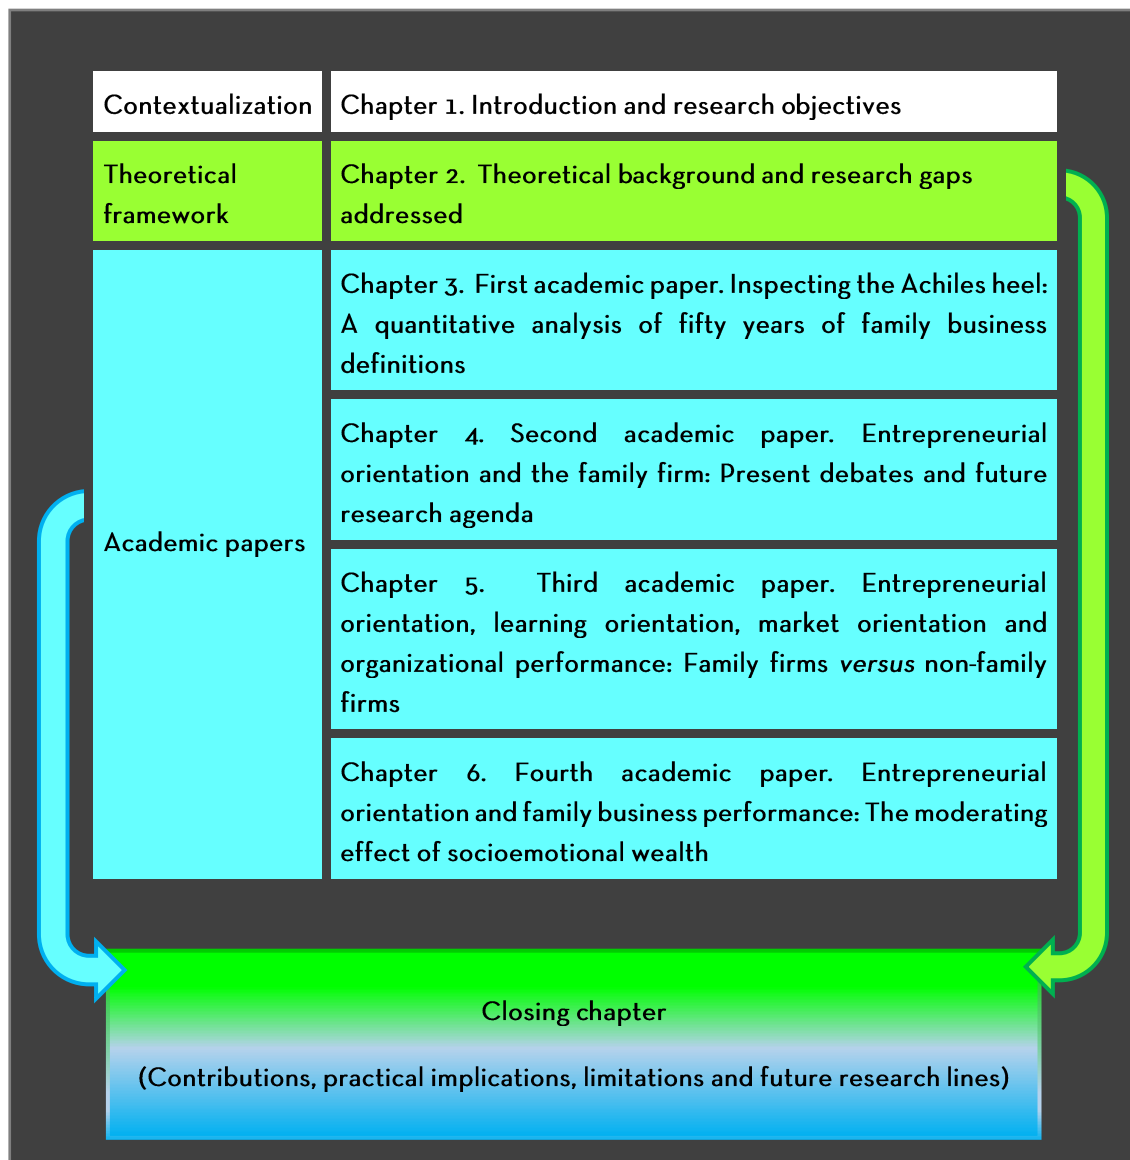 Contextualization
Chapter 1. Introduction and research objectives
Theoretical
framework
Chapter 2. Theoretical background and research gaps
addressed
Academic papers
Chapter 3. First academic paper. Inspecting the Achiles heel:
A quantitative analysis of fifty years of family business
definitions
Chapter 4. Second academic paper. Entrepreneurial
orientation and the family firm: Present debates and future
research agenda
Chapter 5. Third academic paper. Entrepreneurial
orientation, learning orientation, market orientation and
organizational performance: Family firms versus non-family
firms
Chapter 6. Fourth academic paper. Entrepreneurial
orientation and family business performance: The moderating
effect of socioemotional wealth
Closing chapter
(Contributions, practical implications, limitations and future research lines)